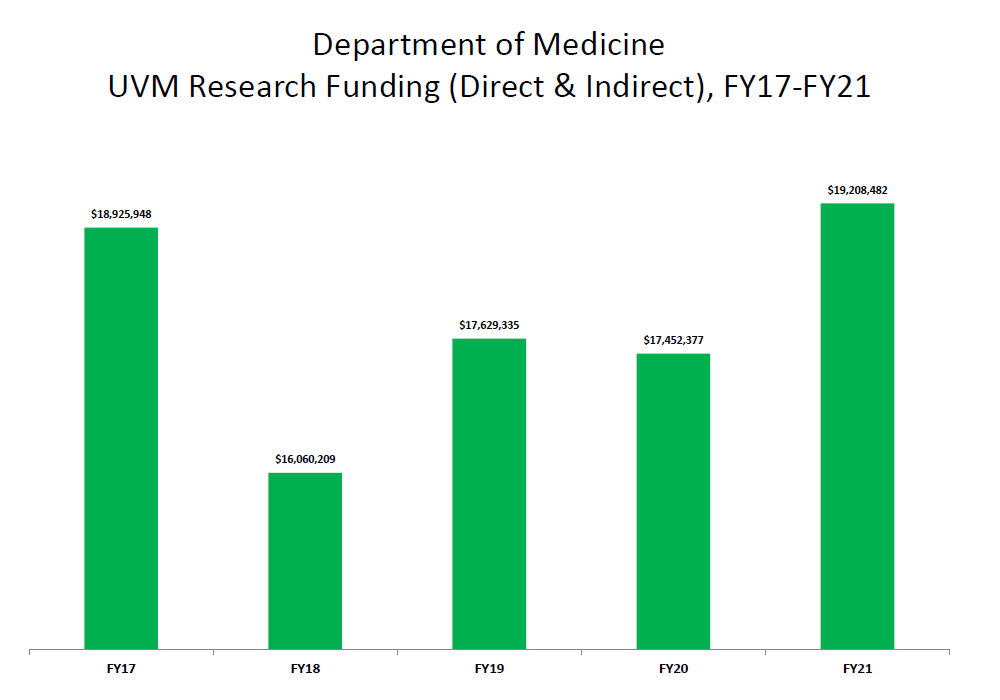 Department of Medicine
UVM Research Funding (Direct & Indirect), FY17-FY21
$18,925,948
$16,060,209
$17,629,335
$17,452,377
$19,208,482
FY17
FY18
FY19
FY20
FY21